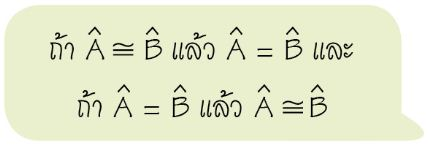 ถ้า Â ≅ B̂ แล้ว Â = B̂ และ
ถ้า Â = B̂ แล้ว Â ≅ B̂